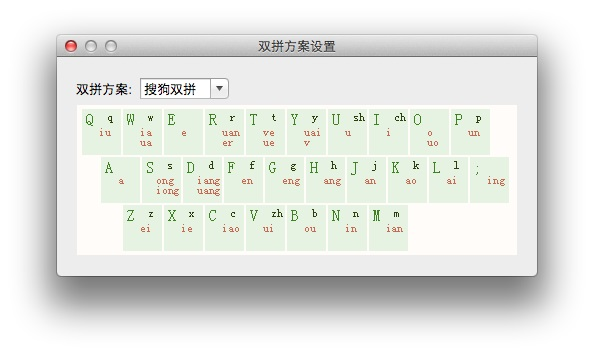 双拼方案设置
双拼方案: 搜狗双拼
Q q W w E R r T t Y y U sh I ch O P p
iu ia e uan ve uai u i o un
ua er ue v uo
A S s D d F f G g H h J j K k L l ;
a ong iang en eng ang an ao ai ing
iong uang
Z z X x C c V zh B b N n M m
ei ie iao ui ou in ian